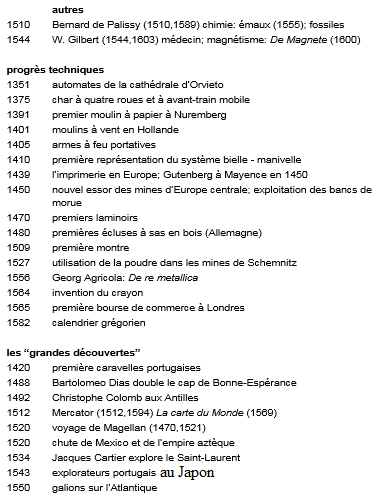 autres
1510 Bernard de Palissy (1510,1589) chimie: émaux (1555); fossiles
1544 W. Gilbert (1544,1603) médecin; magnétisme: De Magnete (1600)
progrès techniques
1351 automates de la cathédrale d'Orvieto
1375 char à quatre roues et à avant-train mobile
1391 premier moulin à papier à Nuremberg
1401 moulins à vent en Hollande
1405 armes à feu portatives
1410 première représentation du système bielle - manivelle
1439 l'imprimerie en Europe; Gutenberg à Mayence en 1450
1450 nouvel essor des mines d'Europe centrale; exploitation des bancs de
morue
1470 premiers laminoirs
1480 premières écluses à sas en bois (Allemagne)
1509 première montre
1527 utilisation de la poudre dans les mines de Schemnitz
1556 Georg Agricola: De re metallica
1564 invention du crayon
1565 première bourse de commerce à Londres
1582 calendrier grégorien
les “grandes découvertes”
1420 première caravelles portugaises
1488 Bartolomeo Dias double le cap de Bonne-Espérance
1492 Christophe Colomb aux Antilles
1512 Mercator (1512,1594) La carte du Monde (1569)
1520 voyage de Magellan (1470,1521)
1520 chute de Mexico et de l'empire aztèque
1534 Jacques Cartier explore le Saint-Laurent
1543 explorateurs portugais au Japon
1550 galions sur l'Atlantique